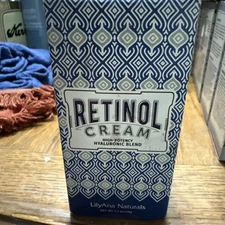 RETINOL
CREAM
HIGH-POTENCY
HYALURONIC BLEND
LilyAna Naturals